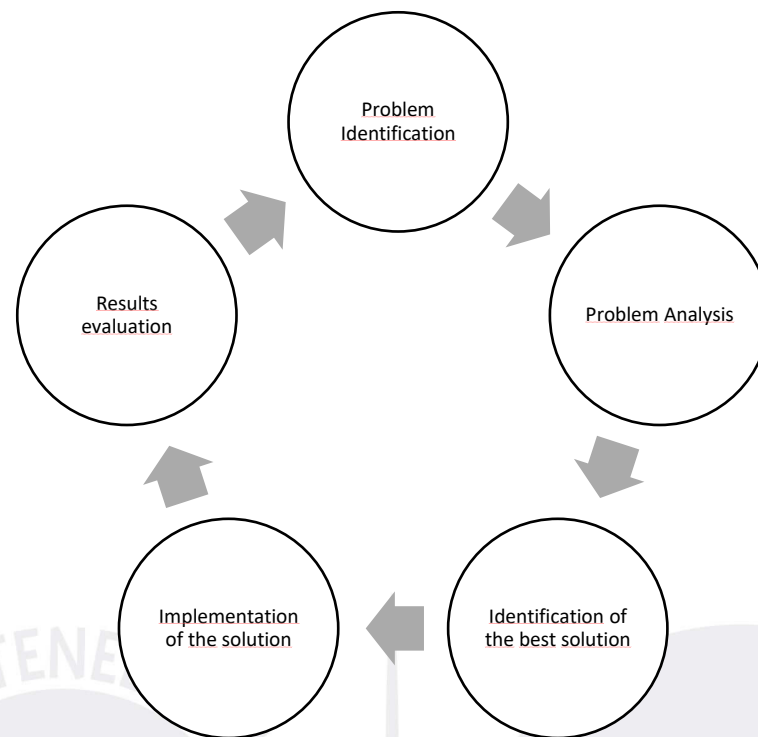 Problem
Identification
Problem Analysis
Identification of
the best solution
Implementation
of the solution
Results
evaluation